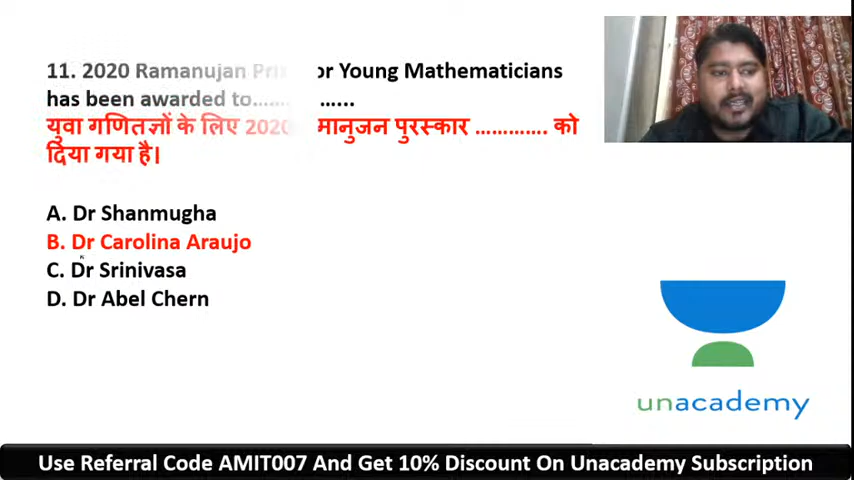 11. 2020 Ramanujan Pri or Young Mathematicians
has been awarded to…… ……
युवा गणितज्ञों के लिए 2020 मानुजन पुरस्कार …………. को
दिया गया है।
A. Dr Shanmugha
B. Dr Carolina Araujo
C. Dr Srinivasa
D. Dr Abel Chern
unacademy
Use Referral Code AMIT007 And Get 10% Discount On Unacademy Subscription